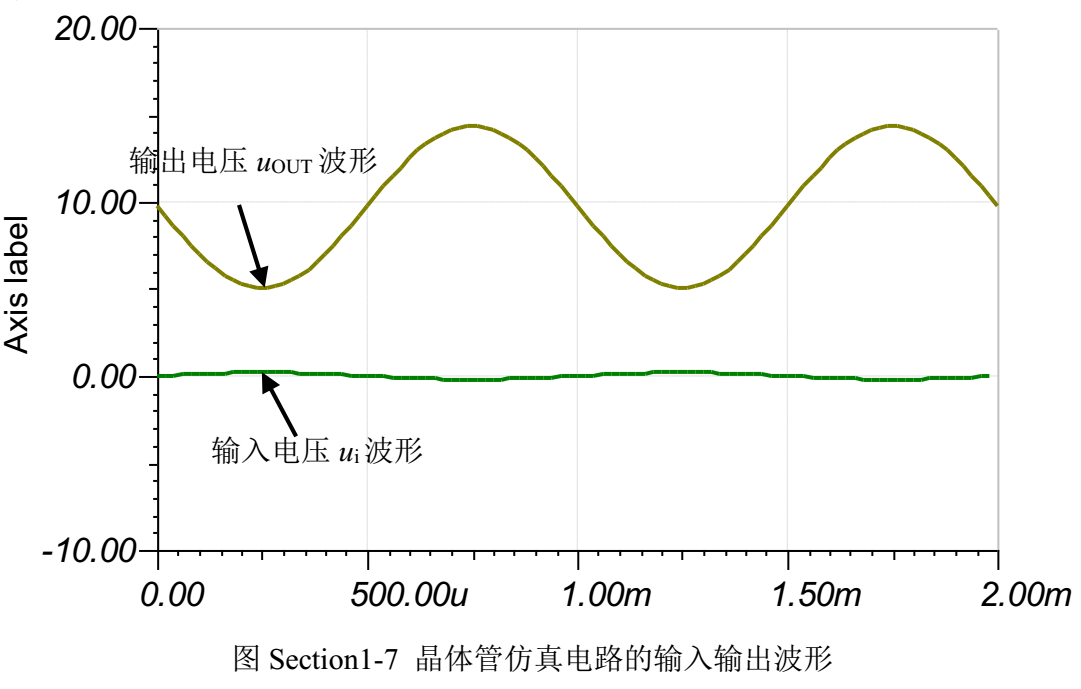 20.00
输出电压 uOUT 波形
10.00
Axis label
0.00
输入电压 ui 波形
-10.00
0.00 500.00u 1.00m 1.50m 2.00m
图 Section1-7 晶体管仿真电路的输入输出波形